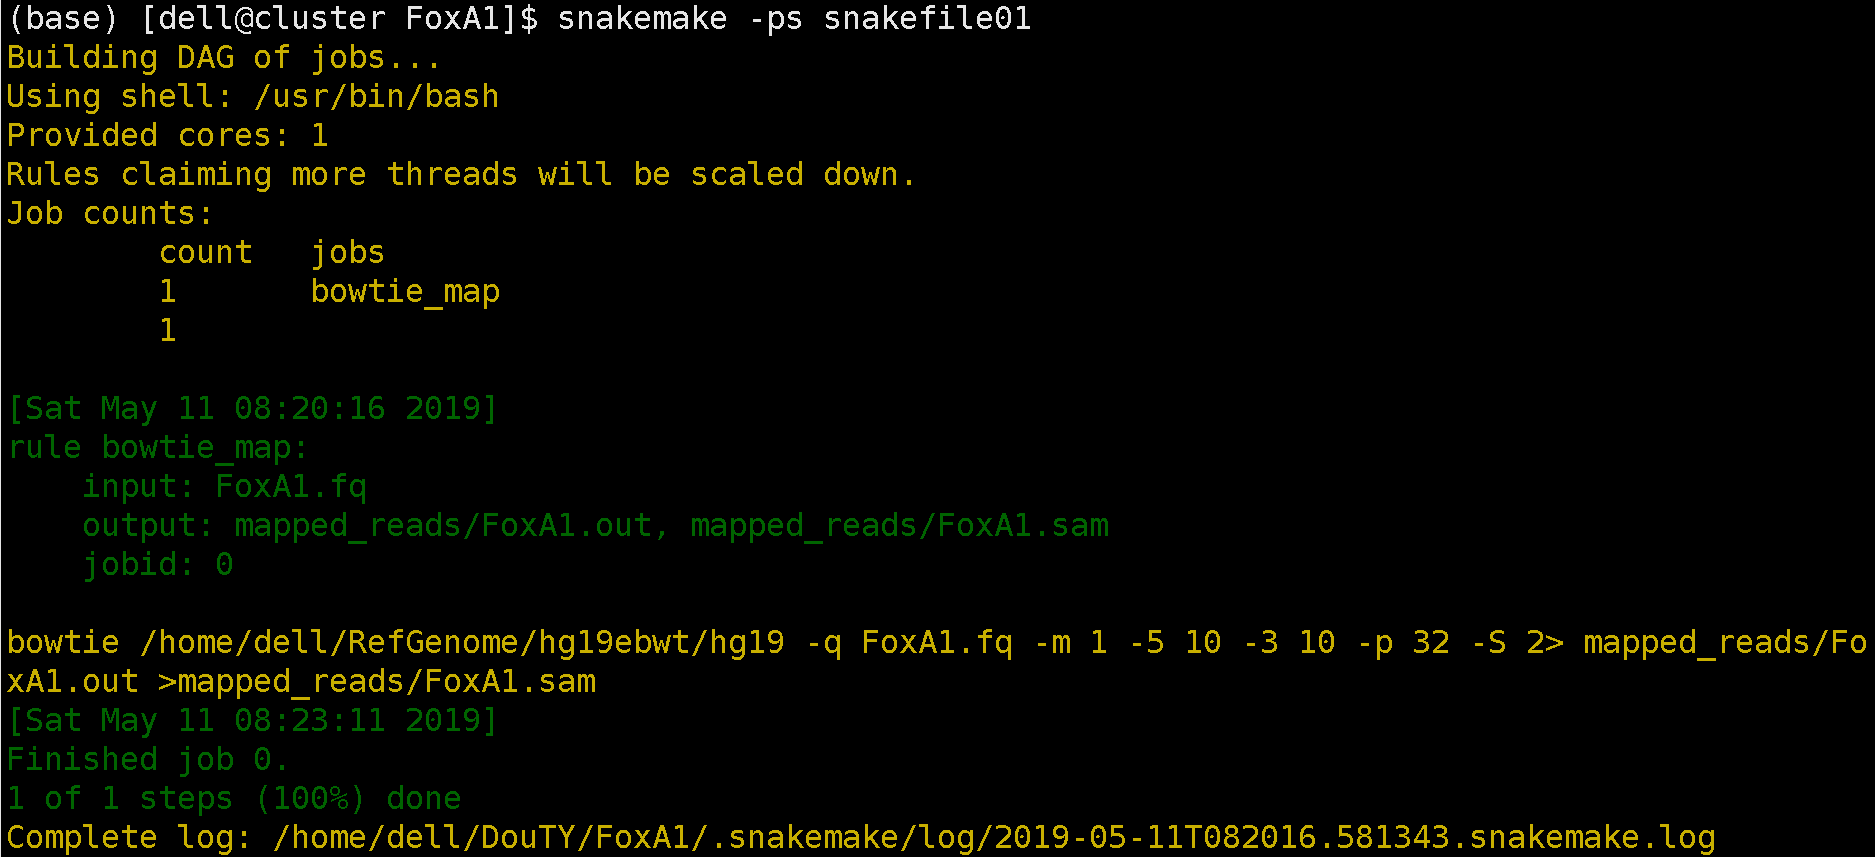 (base) [dell@cluster FoxA1]$ snakemake -ps snakefile01
Building DAG of jobs...
Using shell: /usr/bin/bash
Provided cores: 1
Rules claiming more threads will be scaled down.
Job counts:
        count   jobs
        1       bowtie_map
        1

[Sat May 11 08:20:16 2019]
rule bowtie_map:
    input: FoxA1.fq
    output: mapped_reads/FoxA1.out, mapped_reads/FoxA1.sam
    jobid: 0

bowtie /home/dell/RefGenome/hg19ebwt/hg19 -q FoxA1.fq -m 1 -5 10 -3 10 -p 32 -S 2> mapped_reads/Fo
xA1.out >mapped_reads/FoxA1.sam
[Sat May 11 08:23:11 2019]
Finished job 0.
1 of 1 steps (100%) done
Complete log: /home/dell/DouTY/FoxA1/.snakemake/log/2019-05-11T082016.581343.snakemake.log